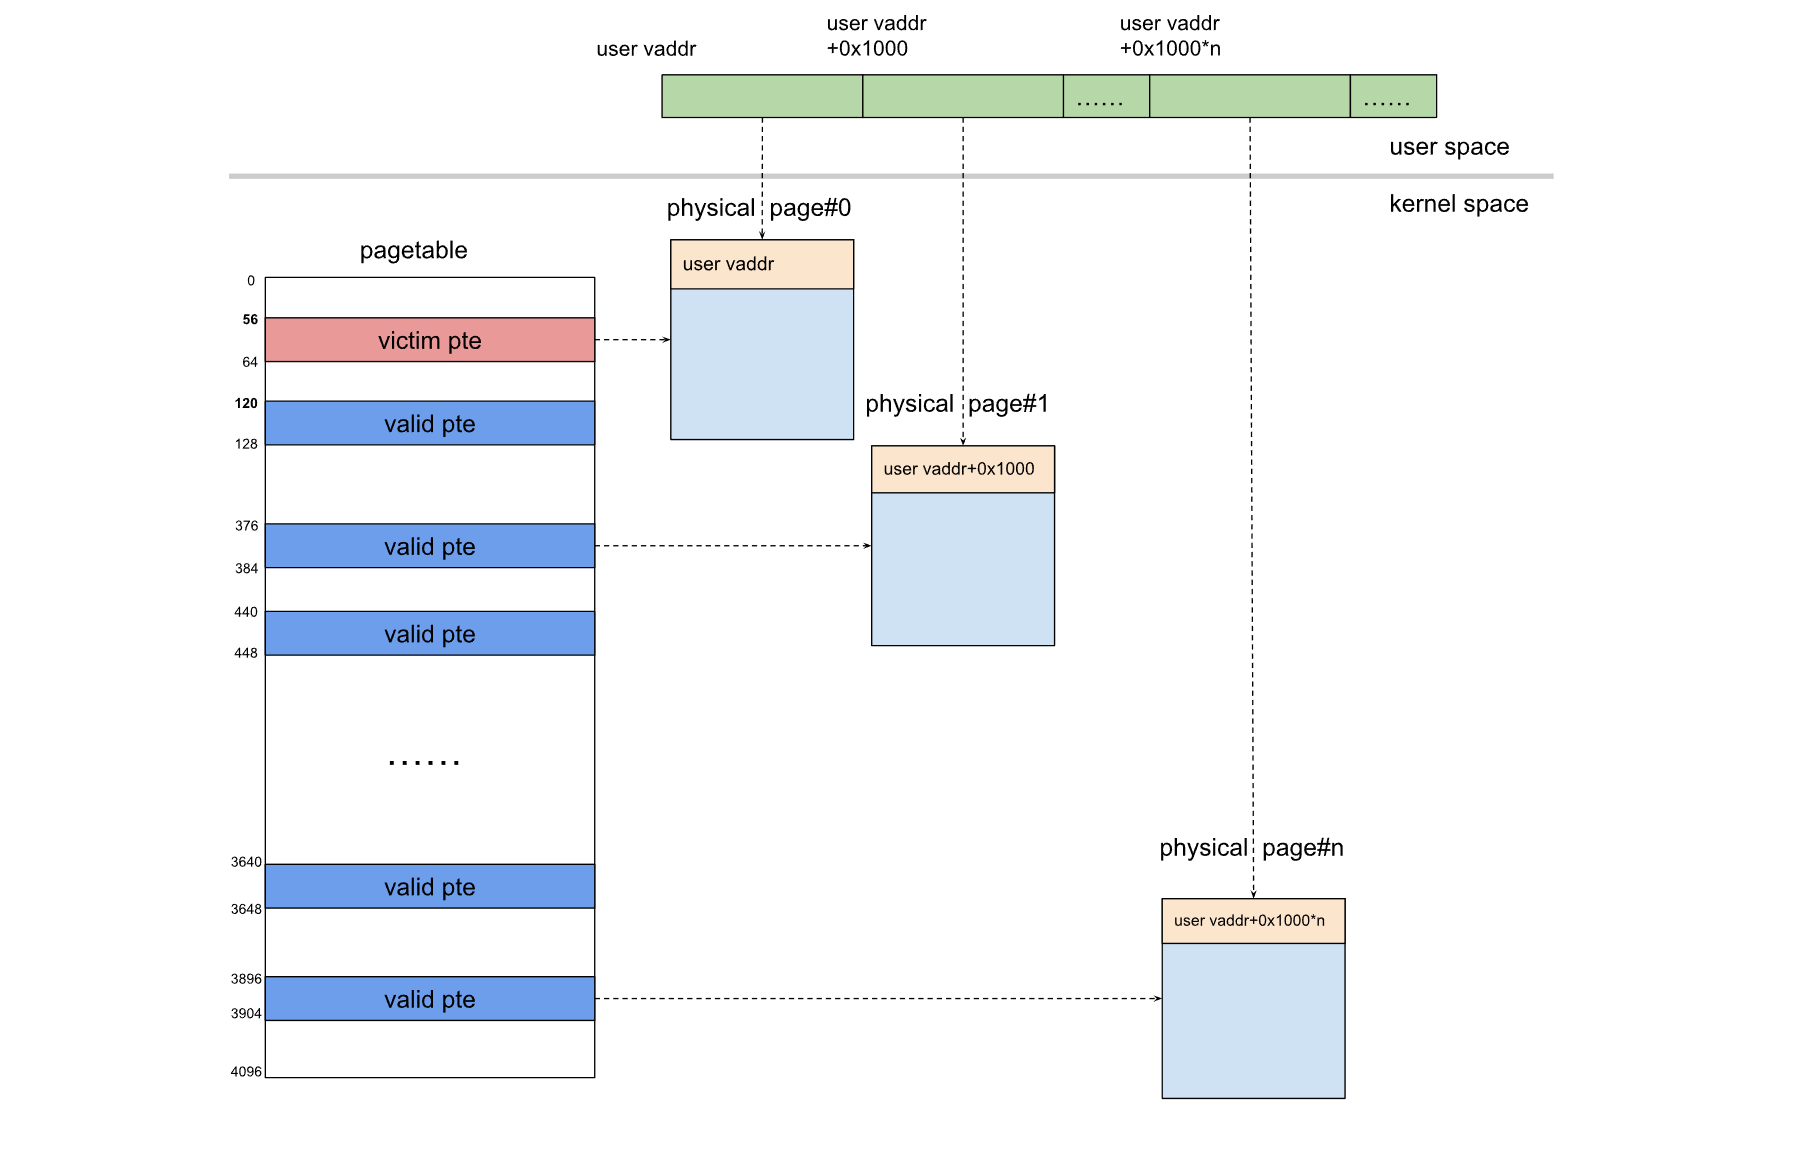 user vaddr
user vaddr
+0x1000
user vaddr
+0x1000*n
......
......
user space
kernel space
physical page#0
user vaddr
pagetable
0
56
victim pte
64
120
valid pte
128
physical page#1
user vaddr+0x1000
376
valid pte
384
440
valid pte
448
......
physical page#n
user vaddr+0x1000*n
3640
valid pte
3648
3896
valid pte
3904
4096